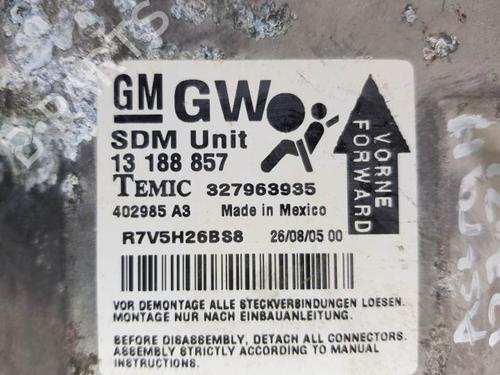 GM GW
SDM Unit
13 188 857
TEMIC 327963935
402985 A3 Made in Mexico
R7V5H26BS8 26/08/05 00
VORNE
FORWARD
VOR DEMONTAGE ALLE STECKVERBINDUNGEN LOESEN.
MONTAGE NUR NACH EINBAUANLEITUNG.
BEFORE DISASSEMBLY, DETACH ALL CONNECTORS.
ASSEMBLY STRICTLY ACCORDING TO MANUAL
INSTRUCTIONS.